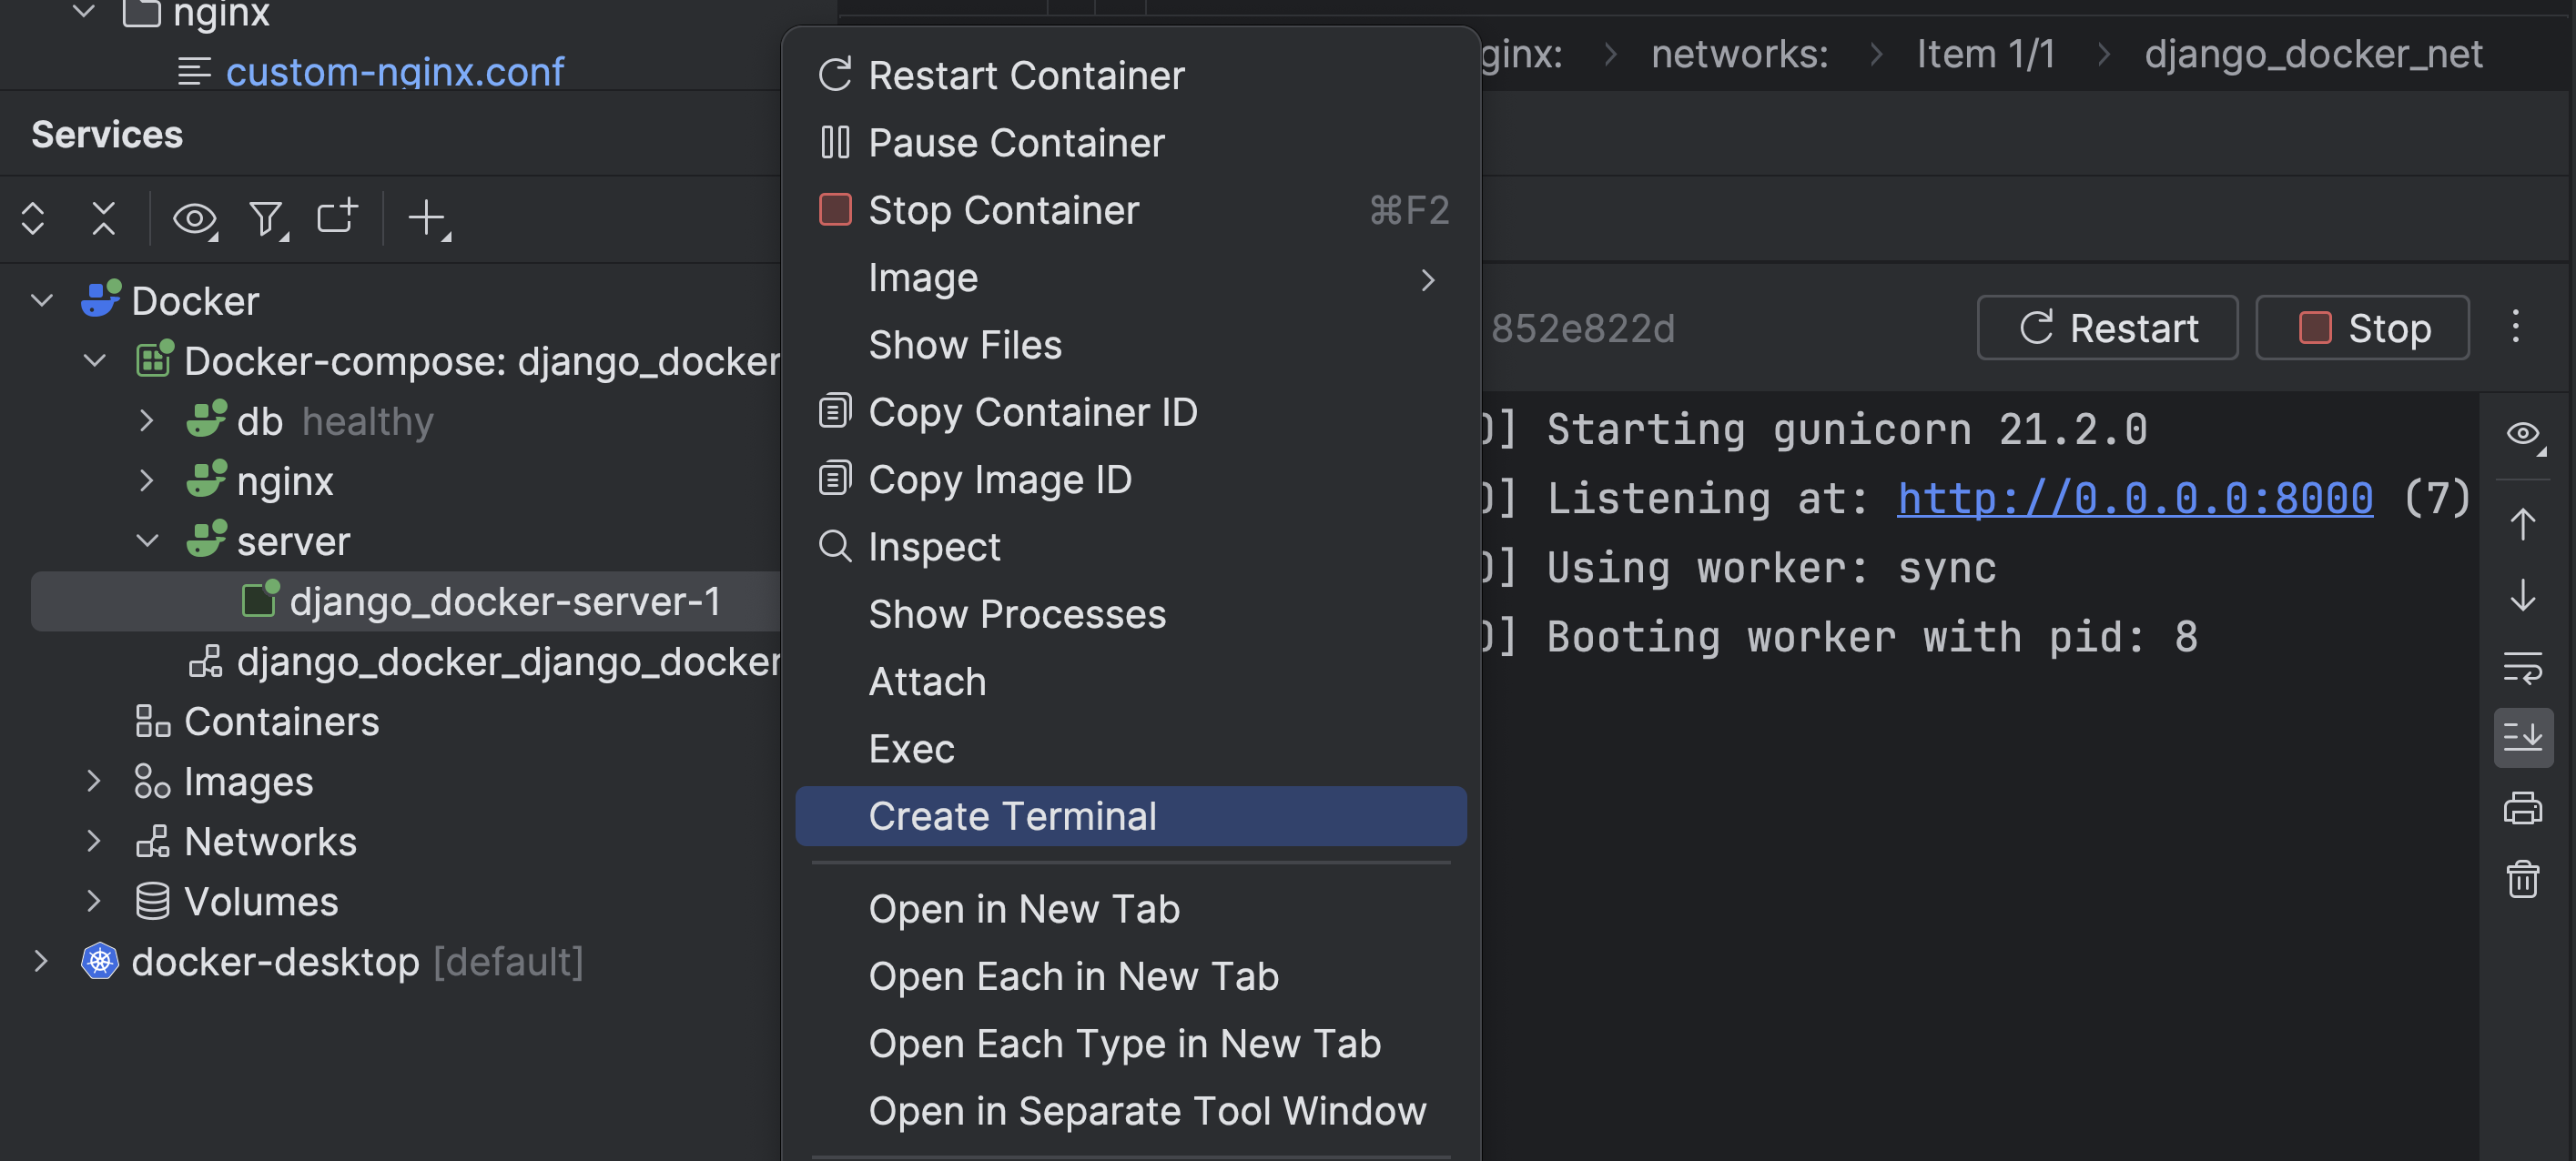 nginx
custom-nginx.conf
Services
Docker
Docker-compose: django_docker
db healthy
nginx
server
django_docker-server-1
django_docker_django_docker
Containers
Images
Networks
Volumes
docker-desktop [default]
Restart Container
Pause Container
Stop Container ⌘F2
Image
Show Files
Copy Container ID
Copy Image ID
Inspect
Show Processes
Attach
Exec
Create Terminal
Open in New Tab
Open Each in New Tab
Open Each Type in New Tab
Open in Separate Tool Window
ginx: > networks: > Item 1/1 > django_docker_net
852e822d
Restart
Stop
0] Starting gunicorn 21.2.0
0] Listening at: http://0.0.0.0:8000 (7)
0] Using worker: sync
0] Booting worker with pid: 8